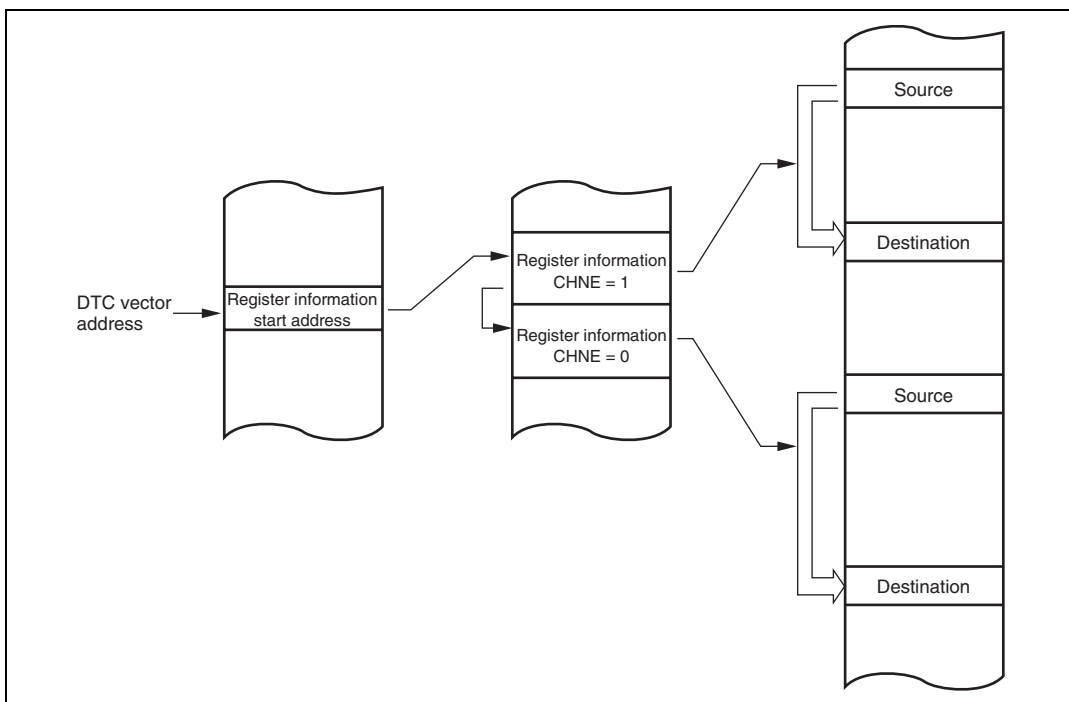 DTC vector
address
Register information
start address
Register information
CHNE = 1
Register information
CHNE = 0
Source
Destination
Source
Destination